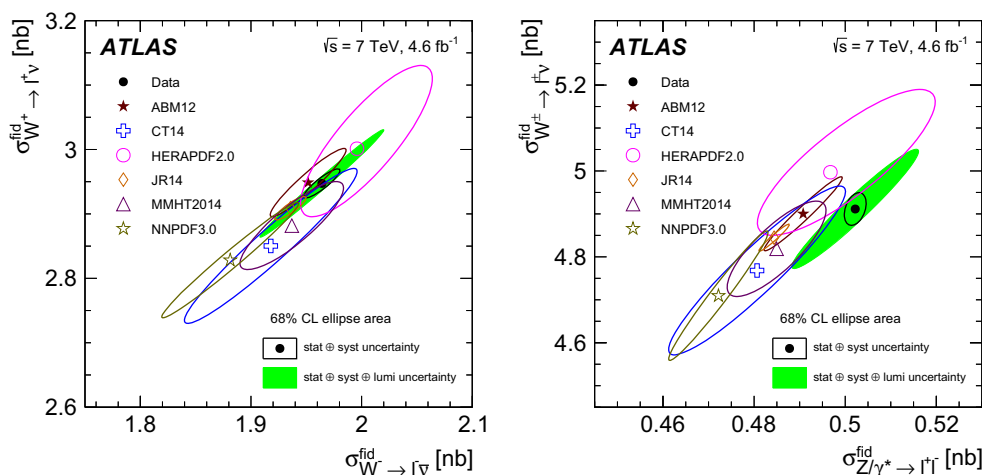 σ^fid_W⁺ → l⁺ν [nb]
3.2
3
2.8
2.6
ATLAS
√s = 7 TeV, 4.6 fb⁻¹
Data
ABM12
CT14
HERAPDF2.0
JR14
MMHT2014
NNPDF3.0
68% CL ellipse area
stat ⊕ syst uncertainty
stat ⊕ syst ⊕ lumi uncertainty
1.8 1.9 2 2.1
σ^fid_W⁻ → l⁻ν̄ [nb]
σ^fid_W^± → l^±ν [nb]
5.2
5
4.8
4.6
ATLAS
√s = 7 TeV, 4.6 fb⁻¹
Data
ABM12
CT14
HERAPDF2.0
JR14
MMHT2014
NNPDF3.0
68% CL ellipse area
stat ⊕ syst uncertainty
stat ⊕ syst ⊕ lumi uncertainty
0.46 0.48 0.5 0.52
σ^fid_Z/γ* → l⁺l⁻ [nb]